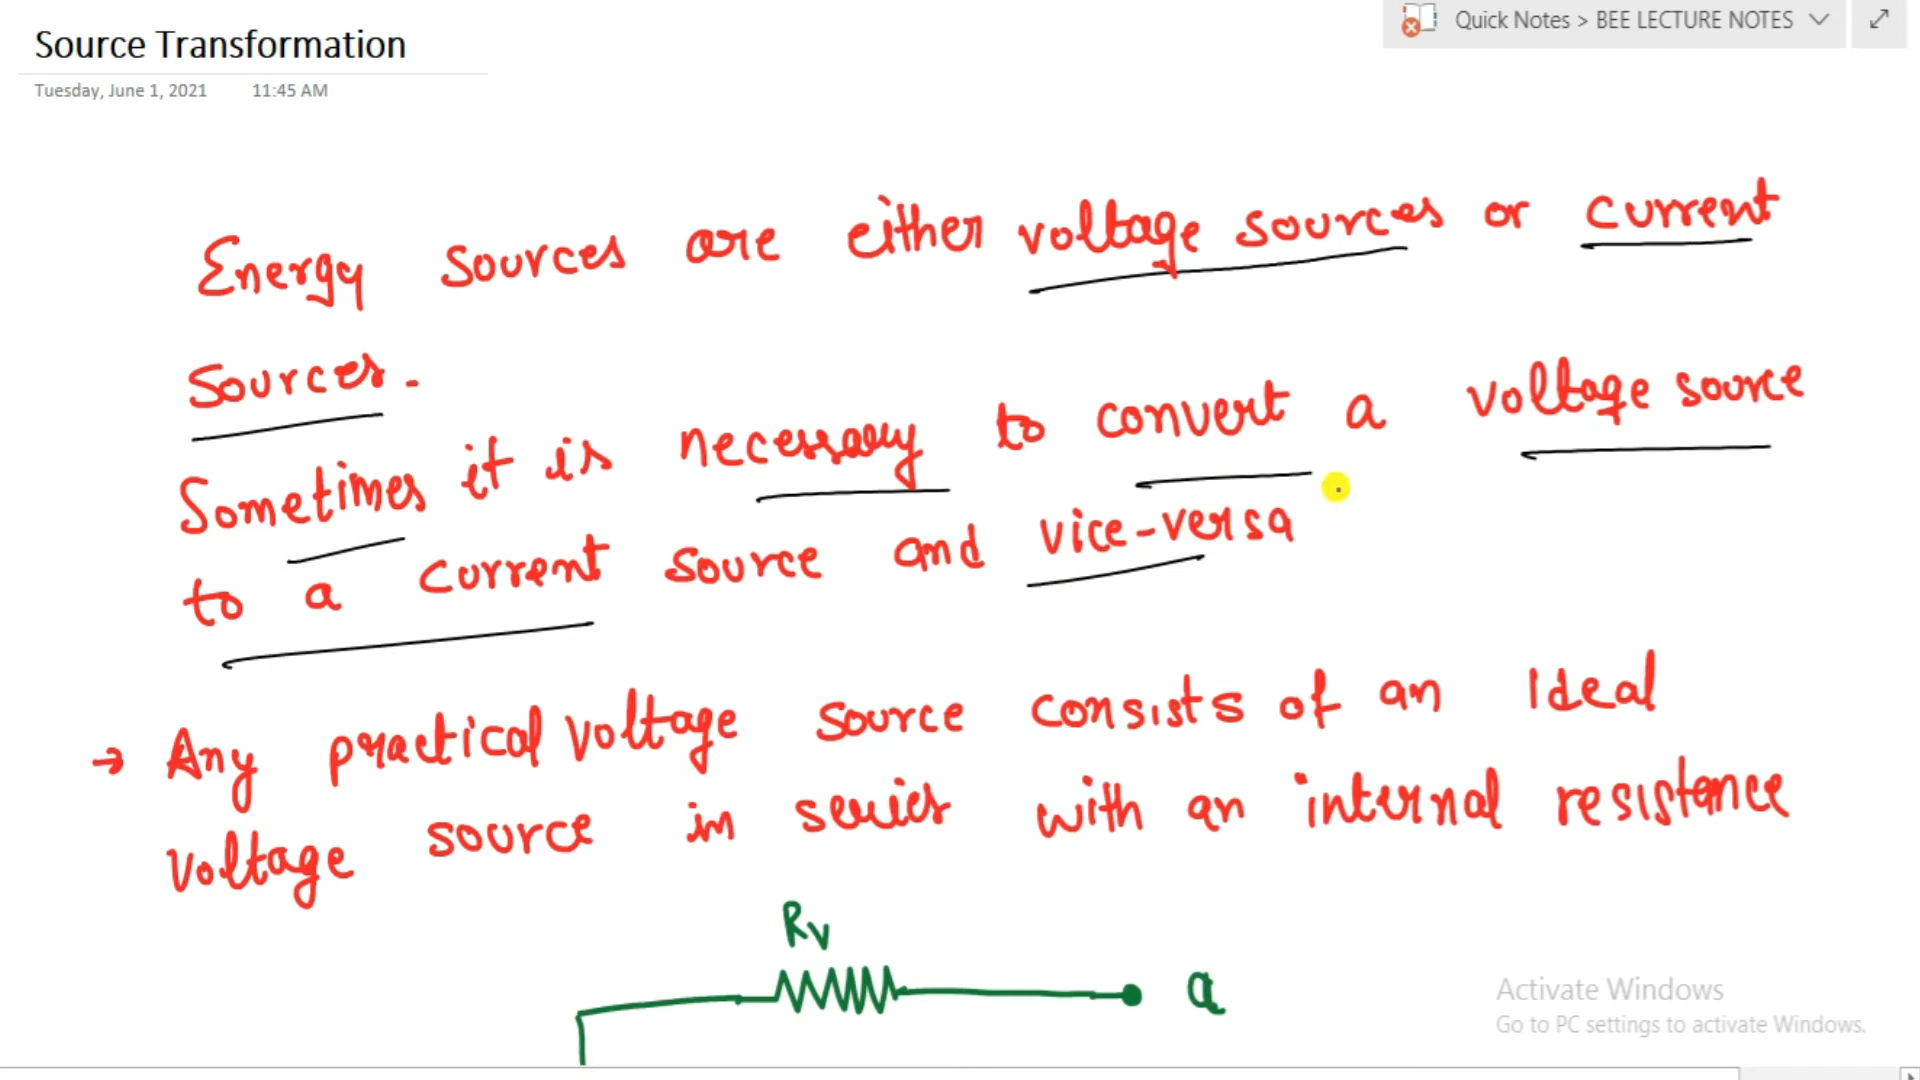 Quick Notes > BEE LECTURE NOTES
Source Transformation
Tuesday, June 1, 2021 11:45 AM
Energy sources are either voltage sources or current
sources.
Sometimes it is necessary to convert a voltage source
to a current source and vice-versa
→ Any practical voltage source consists of an Ideal
voltage source in series with an internal resistance
Rv
a
Activate Windows
Go to PC settings to activate Windows.